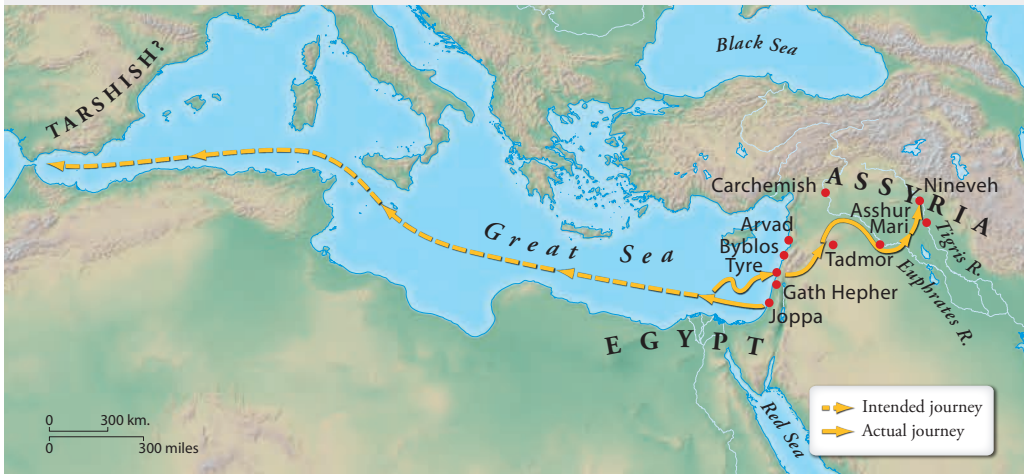 Black Sea
TARSHISH?
ASSYRIA
Carchemish
Nineveh
Asshur
Mari
Arvad
Byblos
Tyre
Great Sea
Tadmor
Tigris R.
Euphrates R.
Gath Hepher
Joppa
EGYPT
Red Sea
0 300 km.
0 300 miles
Intended journey
Actual journey